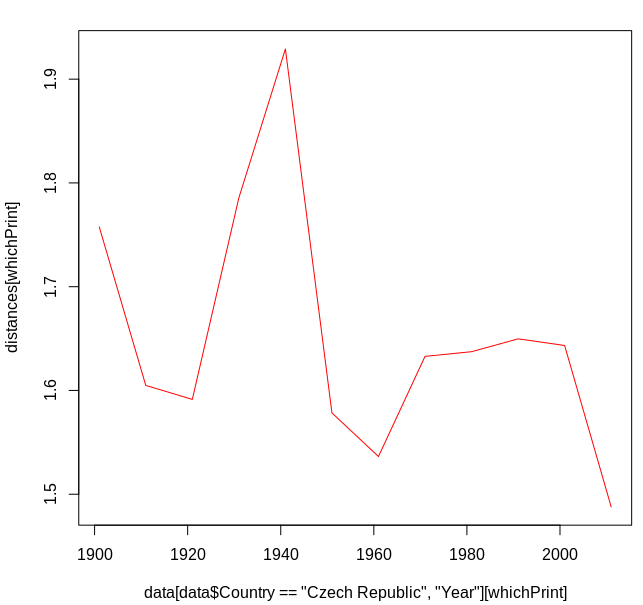 1.9
1.8
1.7
1.6
1.5
distances[whichPrint]
1900 1920 1940 1960 1980 2000
data[data$Country == "Czech Republic", "Year"][whichPrint]